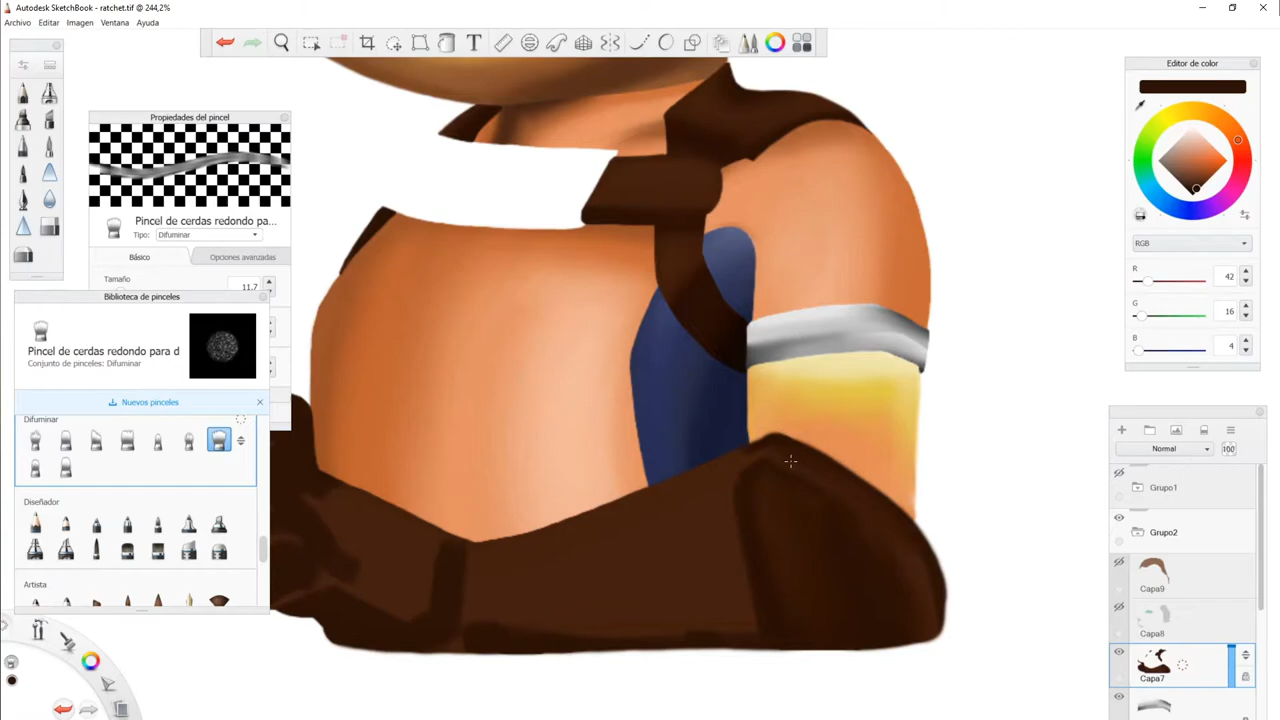 Autodesk SketchBook - ratchet.tif @ 244,2%
Archivo Editar Imagen Ventana Ayuda
T
Editor de color
RGB
R 42
G 16
B 4
Propiedades del pincel
Pincel de cerdas redondo pa...
Tipo: Difuminar
Básico Opciones avanzadas
Tamaño 11.7
Biblioteca de pinceles
Pincel de cerdas redondo para d
Conjunto de pinceles: Difuminar
Nuevos pinceles
Difuminar
Diseñador
Artista
Normal 100
Grupo1
Grupo2
Capa9
Capa8
Capa7